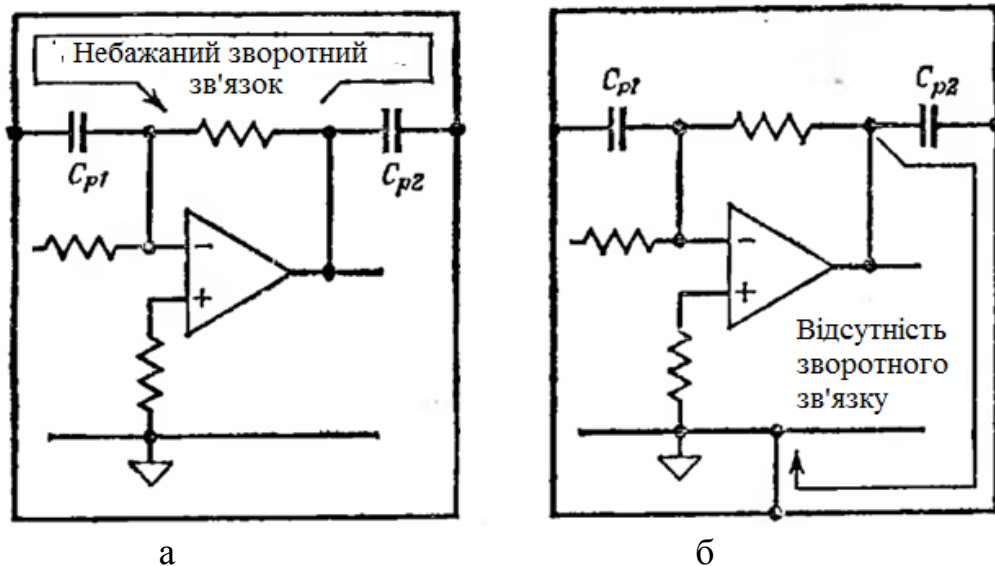 Небажаний зворотний
зв'язок
Cp1
Cp2
−
+
Cp1
Cp2
−
+
Відсутність
зворотного
зв'язку
а
б